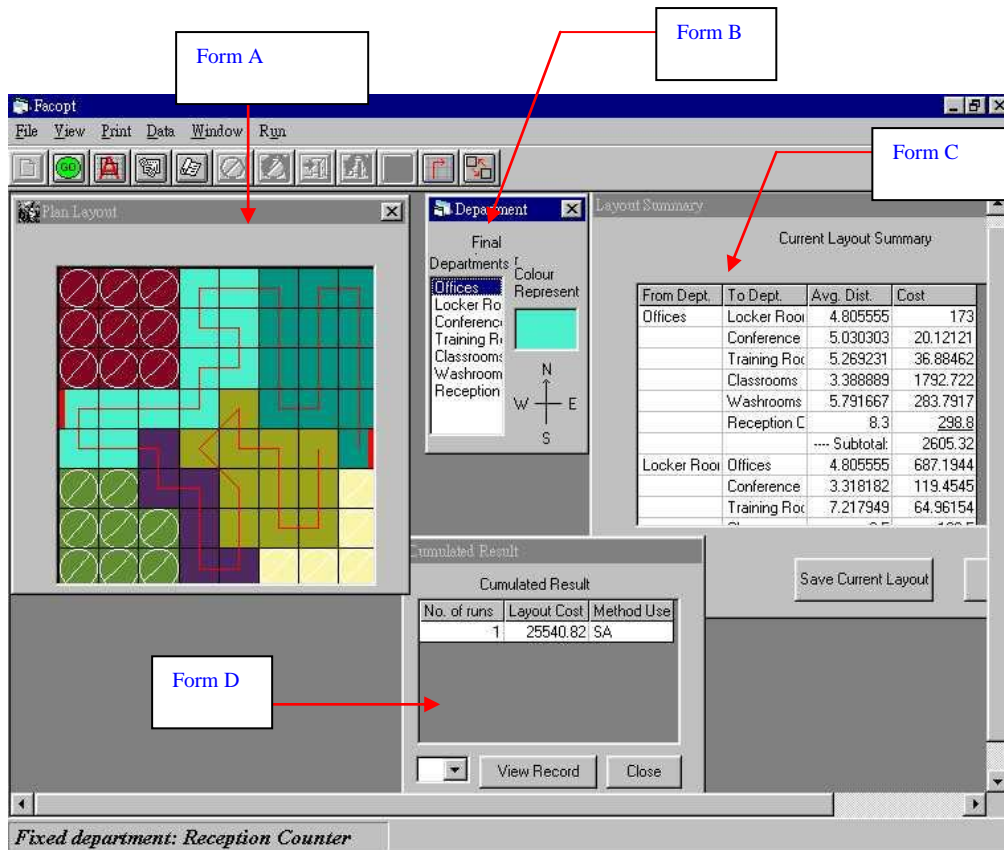 Form A
Form B
Form C
Facopt
File View Print Data Window Run
GO
Plan Layout
Department
Final
Departments
Colour
Represent
Offices
Locker Ro
Conferenc
Training R
Classroom
Washroom
Reception
N
W E
S
Layout Summary
Current Layout Summary
From Dept. To Dept. Avg. Dist. Cost
Offices Locker Roo 4.805555 173
Conference 5.030303 20.12121
Training Roo 5.269231 36.88462
Classrooms 3.388889 1792.722
Washrooms 5.791667 283.7917
Reception C 8.3 298.8
---- Subtotal: 2605.32
Locker Roo Offices 4.805555 687.1944
Conference 3.318182 119.4545
Training Roo 7.217949 64.96154
Save Current Layout
Cumulated Result
Cumulated Result
No. of runs Layout Cost Method Use
1 25540.82 SA
Form D
View Record Close
Fixed department: Reception Counter